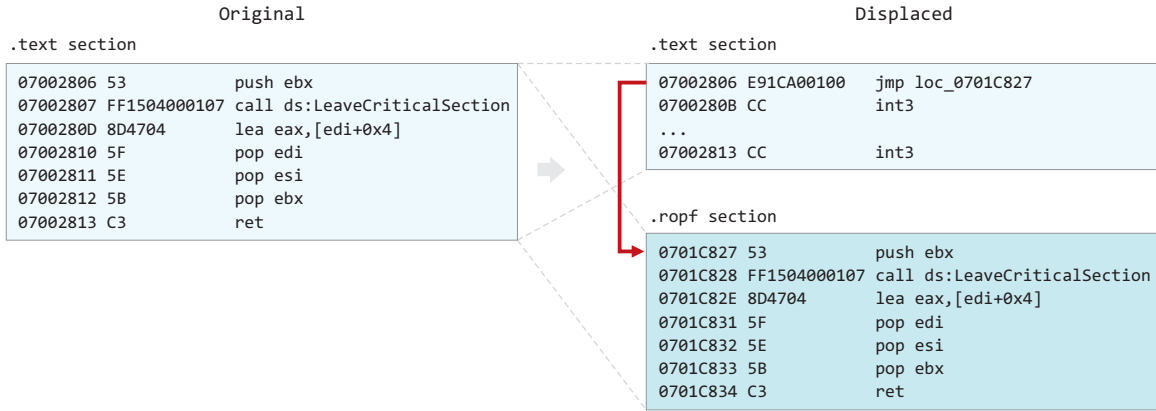 Original
.text section
07002806 53 push ebx
07002807 FF1504000107 call ds:LeaveCriticalSection
0700280D 8D4704 lea eax,[edi+0x4]
07002810 5F pop edi
07002811 5E pop esi
07002812 5B pop ebx
07002813 C3 ret
Displaced
.text section
07002806 E91CA00100 jmp loc_0701C827
0700280B CC int3
...
07002813 CC int3
.ropf section
0701C827 53 push ebx
0701C828 FF1504000107 call ds:LeaveCriticalSection
0701C82E 8D4704 lea eax,[edi+0x4]
0701C831 5F pop edi
0701C832 5E pop esi
0701C833 5B pop ebx
0701C834 C3 ret